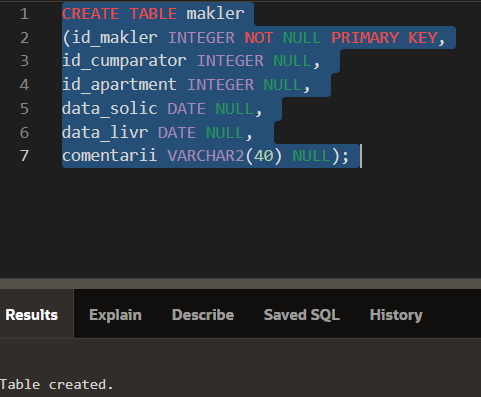 1 CREATE TABLE makler
2 (id_makler INTEGER NOT NULL PRIMARY KEY,
3 id_cumparator INTEGER NULL,
4 id_apartment INTEGER NULL,
5 data_solic DATE NULL,
6 data_livr DATE NULL,
7 comentarii VARCHAR2(40) NULL);
Results Explain Describe Saved SQL History
Table created.